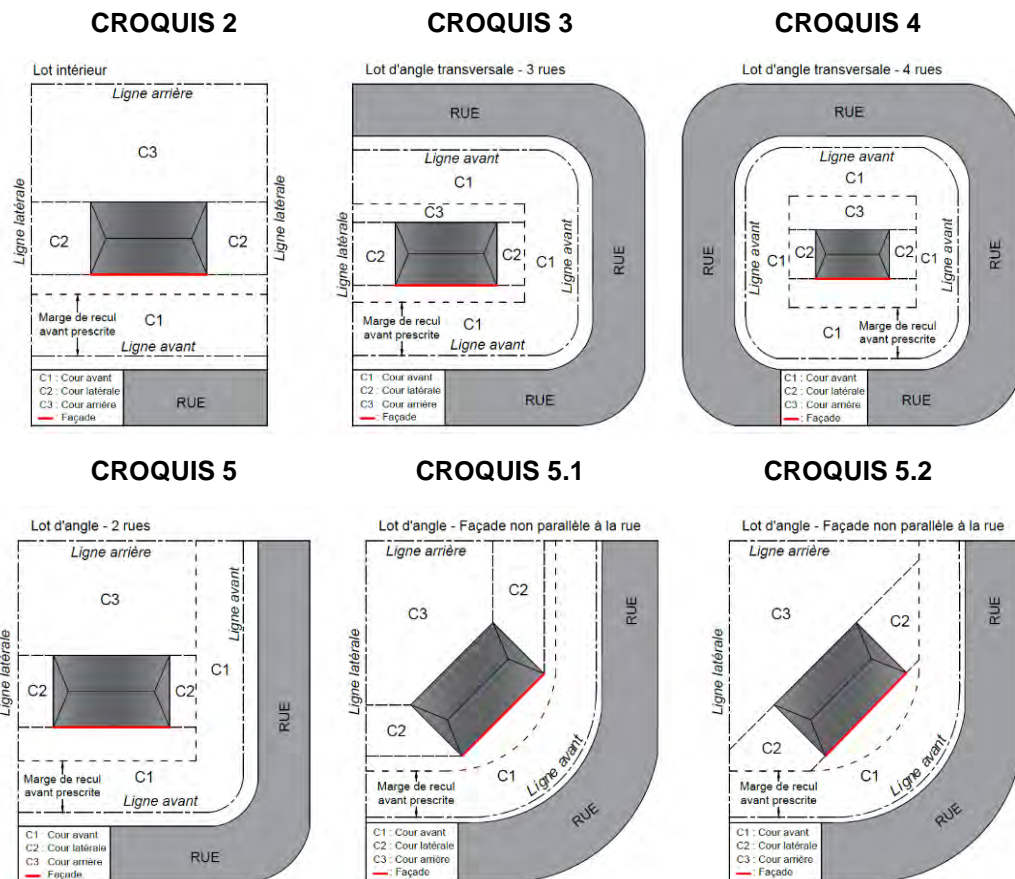 CROQUIS 2
Lot intérieur
Ligne arrière
C3
Ligne latérale
C2
C2
Ligne latérale
Marge de recul
avant prescrite
C1
Ligne avant
C1 : Cour avant
C2 : Cour latérale
C3 : Cour arrière
: Façade
RUE
CROQUIS 3
Lot d'angle transversale - 3 rues
RUE
Ligne avant
C1
C3
Ligne latérale
C2
C2
C1
Ligne avant
RUE
Marge de recul
avant prescrite
C1
Ligne avant
C1 : Cour avant
C2 : Cour latérale
C3 : Cour arrière
: Façade
RUE
CROQUIS 4
Lot d'angle transversale - 4 rues
RUE
Ligne avant
C1
C3
Ligne avant
C1
C2
C2
C1
Ligne avant
RUE
C1
Marge de recul
avant prescrite
Ligne avant
C1 : Cour avant
C2 : Cour latérale
C3 : Cour arrière
: Façade
RUE
CROQUIS 5
Lot d'angle - 2 rues
Ligne arrière
Ligne avant
C3
C1
Ligne latérale
C2
C2
RUE
Marge de recul
avant prescrite
C1
Ligne avant
C1 : Cour avant
C2 : Cour latérale
C3 : Cour arrière
: Façade
RUE
CROQUIS 5.1
Lot d'angle - Façade non parallèle à la rue
Ligne arrière
C2
RUE
C3
C2
C1
Marge de recul
avant prescrite
Ligne avant
RUE
C1 : Cour avant
C2 : Cour latérale
C3 : Cour arrière
: Façade
CROQUIS 5.2
Lot d'angle - Façade non parallèle à la rue
Ligne arrière
RUE
C3
C2
Ligne latérale
C2
C1
Marge de recul
avant prescrite
Ligne avant
RUE
C1 : Cour avant
C2 : Cour latérale
C3 : Cour arrière
: Façade